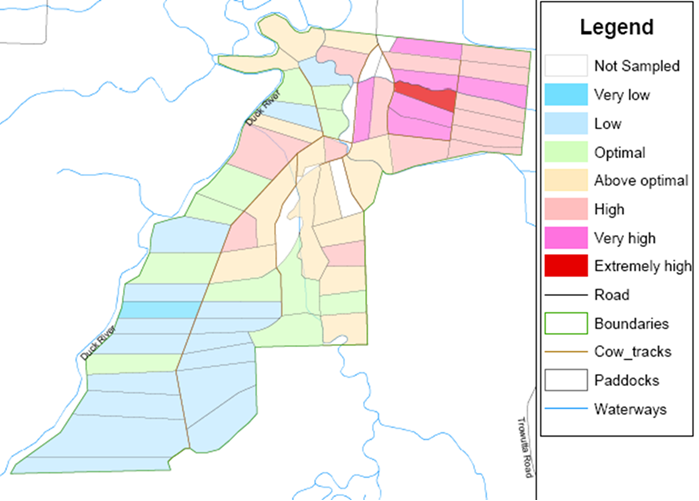 Legend
Not Sampled
Very low
Low
Optimal
Above optimal
High
Very high
Extremely high
Road
Boundaries
Cow_tracks
Paddocks
Waterways
Duck River
Duck River
Trowutta Road